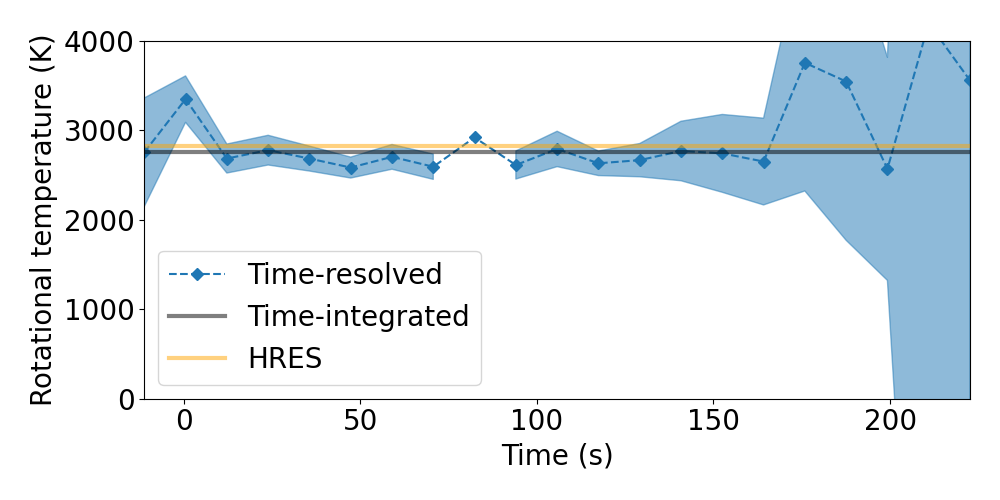 Rotational temperature (K)
4000
3000
2000
1000
0
Time-resolved
Time-integrated
HRES
0 50 100 150 200
Time (s)